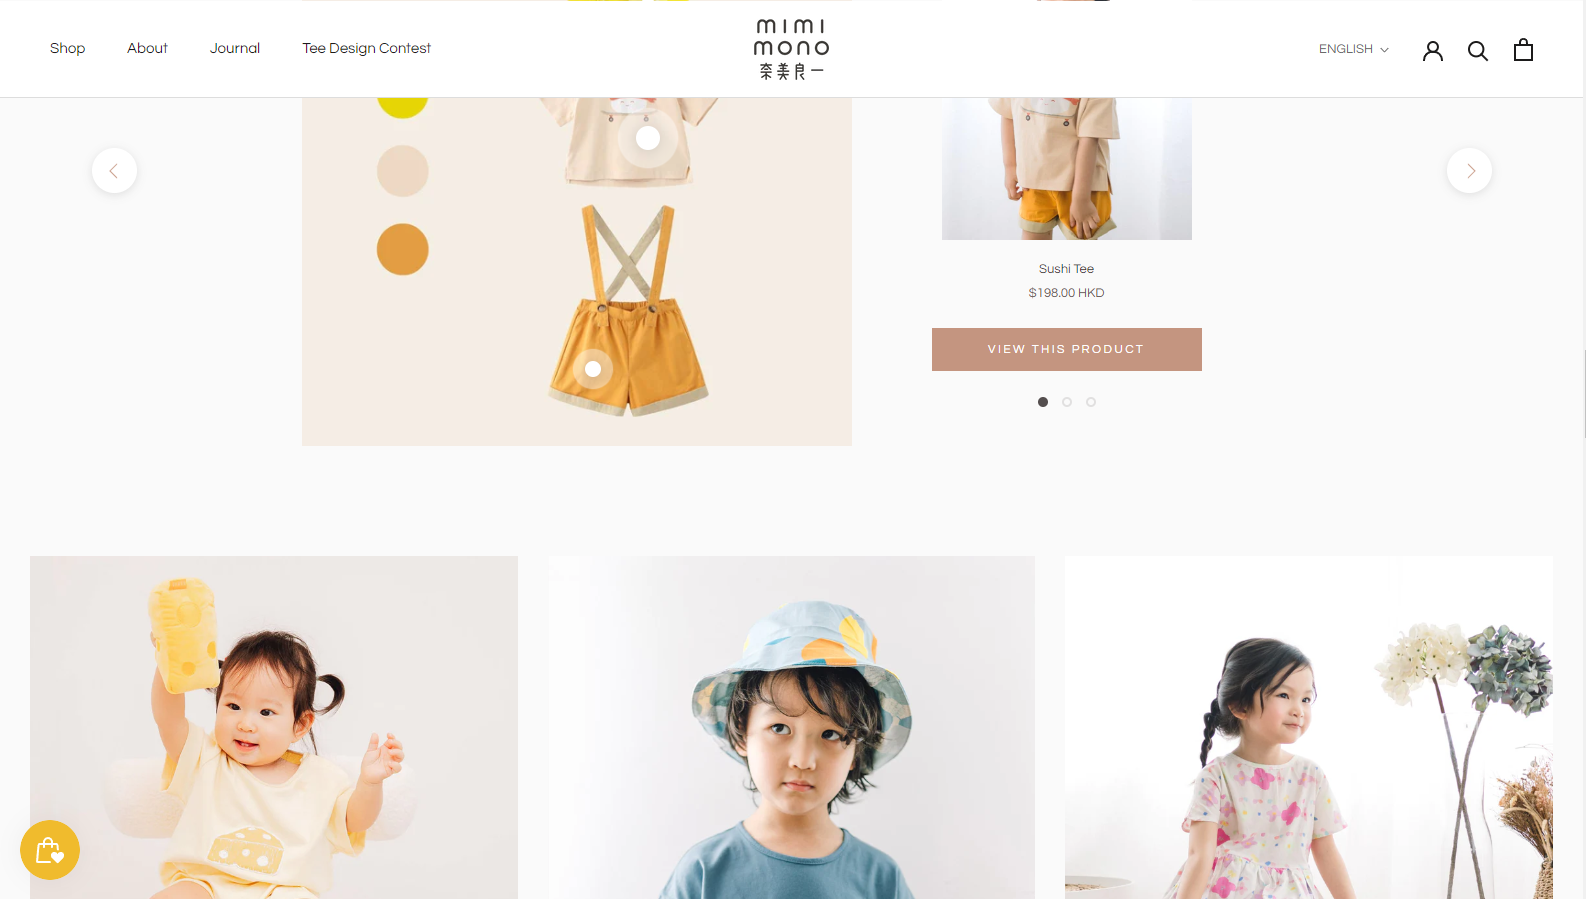 Shop
About
Journal
Tee Design Contest
mimi
mono
奈美良一
ENGLISH
Sushi Tee
$198.00 HKD
VIEW THIS PRODUCT